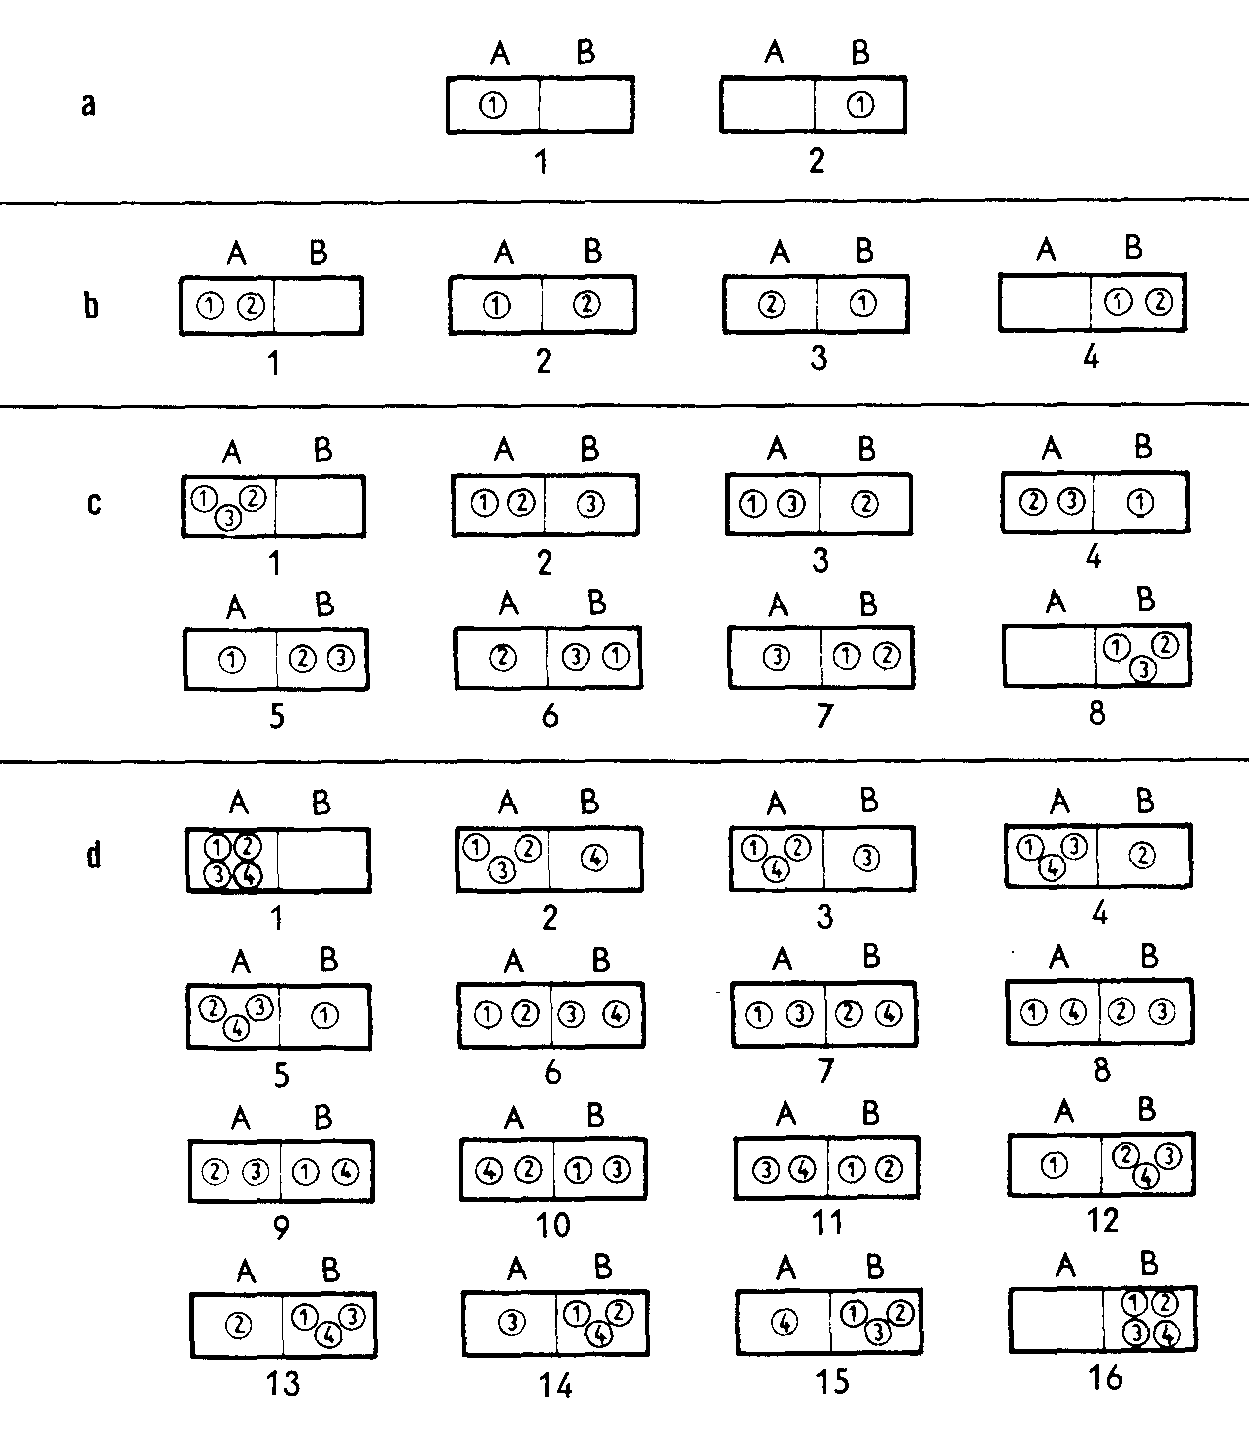 A B A B
a ① ①
1 2
A B A B A B A B
b ① ② ① ② ② ① ① ②
1 2 3 4
A B A B A B A B
c ① ② ③ ① ② ③ ① ③ ② ② ③ ①
1 2 3 4
A B A B A B A B
① ② ③ ② ③ ① ③ ① ② ① ② ③
5 6 7 8
A B A B A B A B
d ① ② ① ② ④ ① ② ③ ① ③ ②
③ ④ ③ ④ ④
1 2 3 4
A B A B A B A B
② ③ ④ ① ① ② ③ ④ ① ③ ② ④ ① ④ ② ③
5 6 7 8
A B A B A B A B
② ③ ① ④ ④ ② ① ③ ③ ④ ① ② ① ② ③ ④
9 10 11 12
A B A B A B A B
② ① ③ ③ ① ② ④ ① ② ① ②
④ ④ ③ ③ ④
13 14 15 16